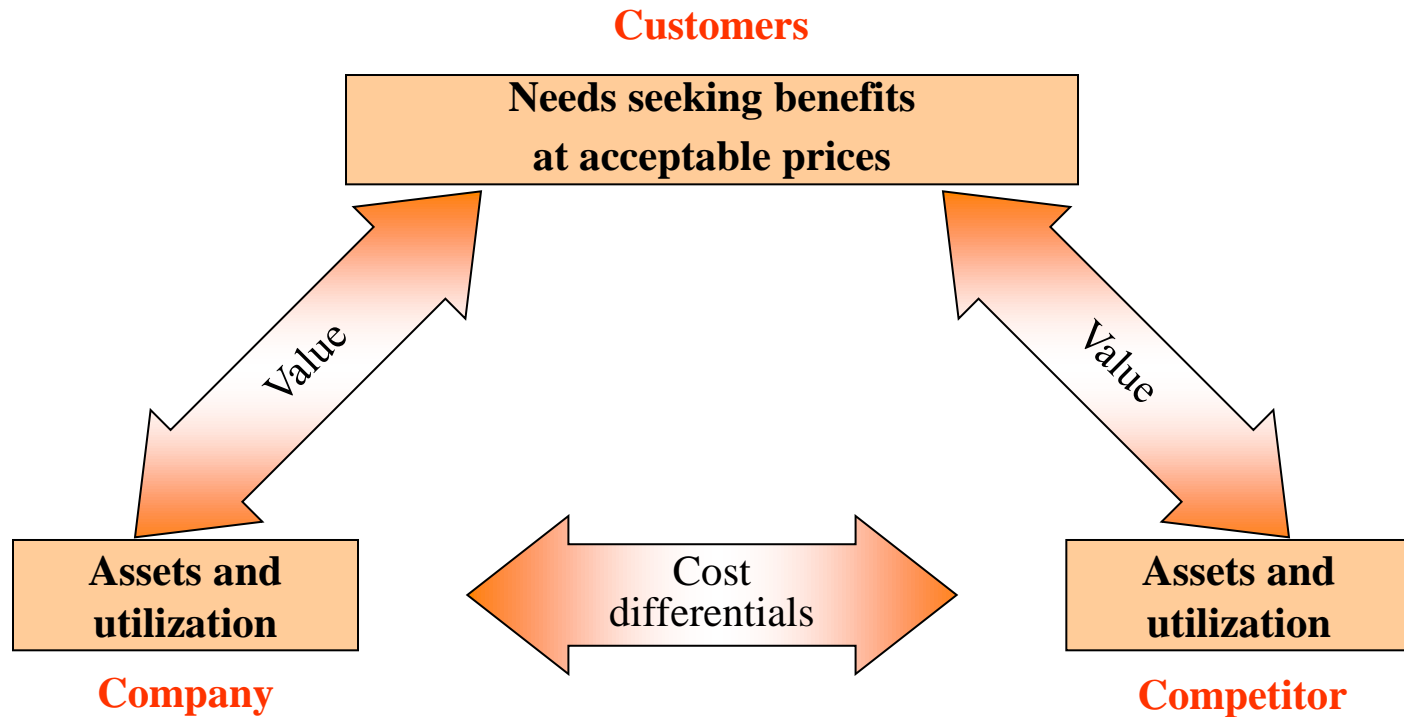 Customers
Needs seeking benefits
at acceptable prices
Value
Value
Assets and
utilization
Cost
differentials
Assets and
utilization
Company
Competitor